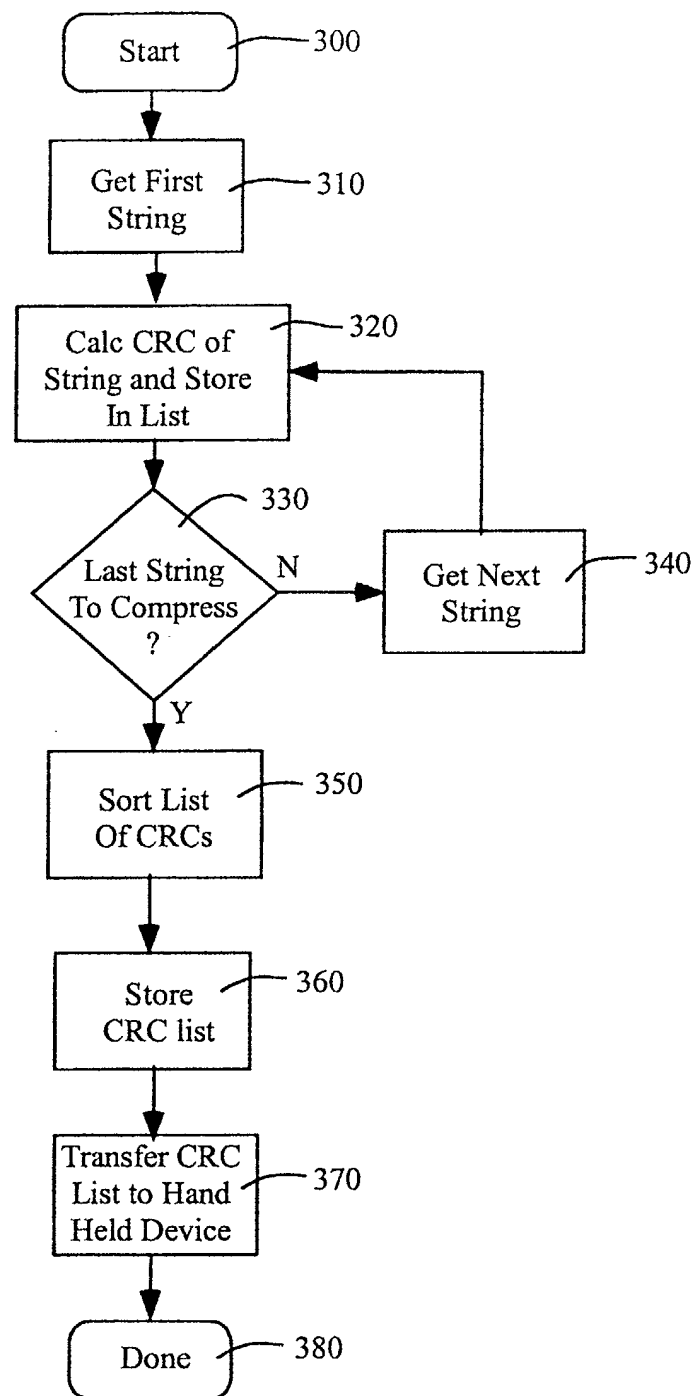 Start
300
Get First
String
310
Calc CRC of
String and Store
In List
320
Last String
To Compress
?
330
N
Get Next
String
340
Y
Sort List
Of CRCs
350
Store
CRC list
360
Transfer CRC
List to Hand
Held Device
370
Done
380